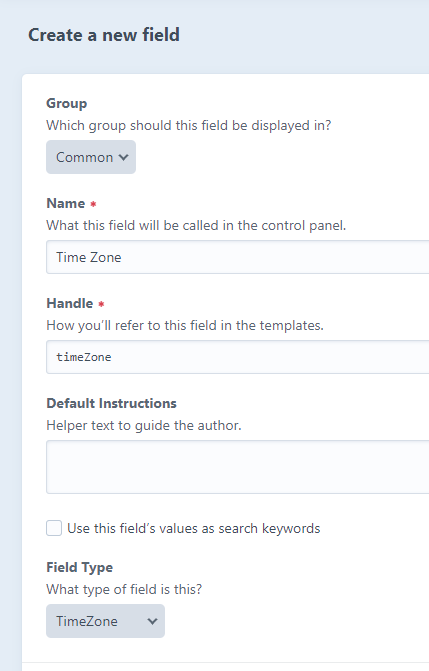 Create a new field
Group
Which group should this field be displayed in?
Common
Name *
What this field will be called in the control panel.
Time Zone
Handle *
How you’ll refer to this field in the templates.
timeZone
Default Instructions
Helper text to guide the author.
Use this field’s values as search keywords
Field Type
What type of field is this?
TimeZone